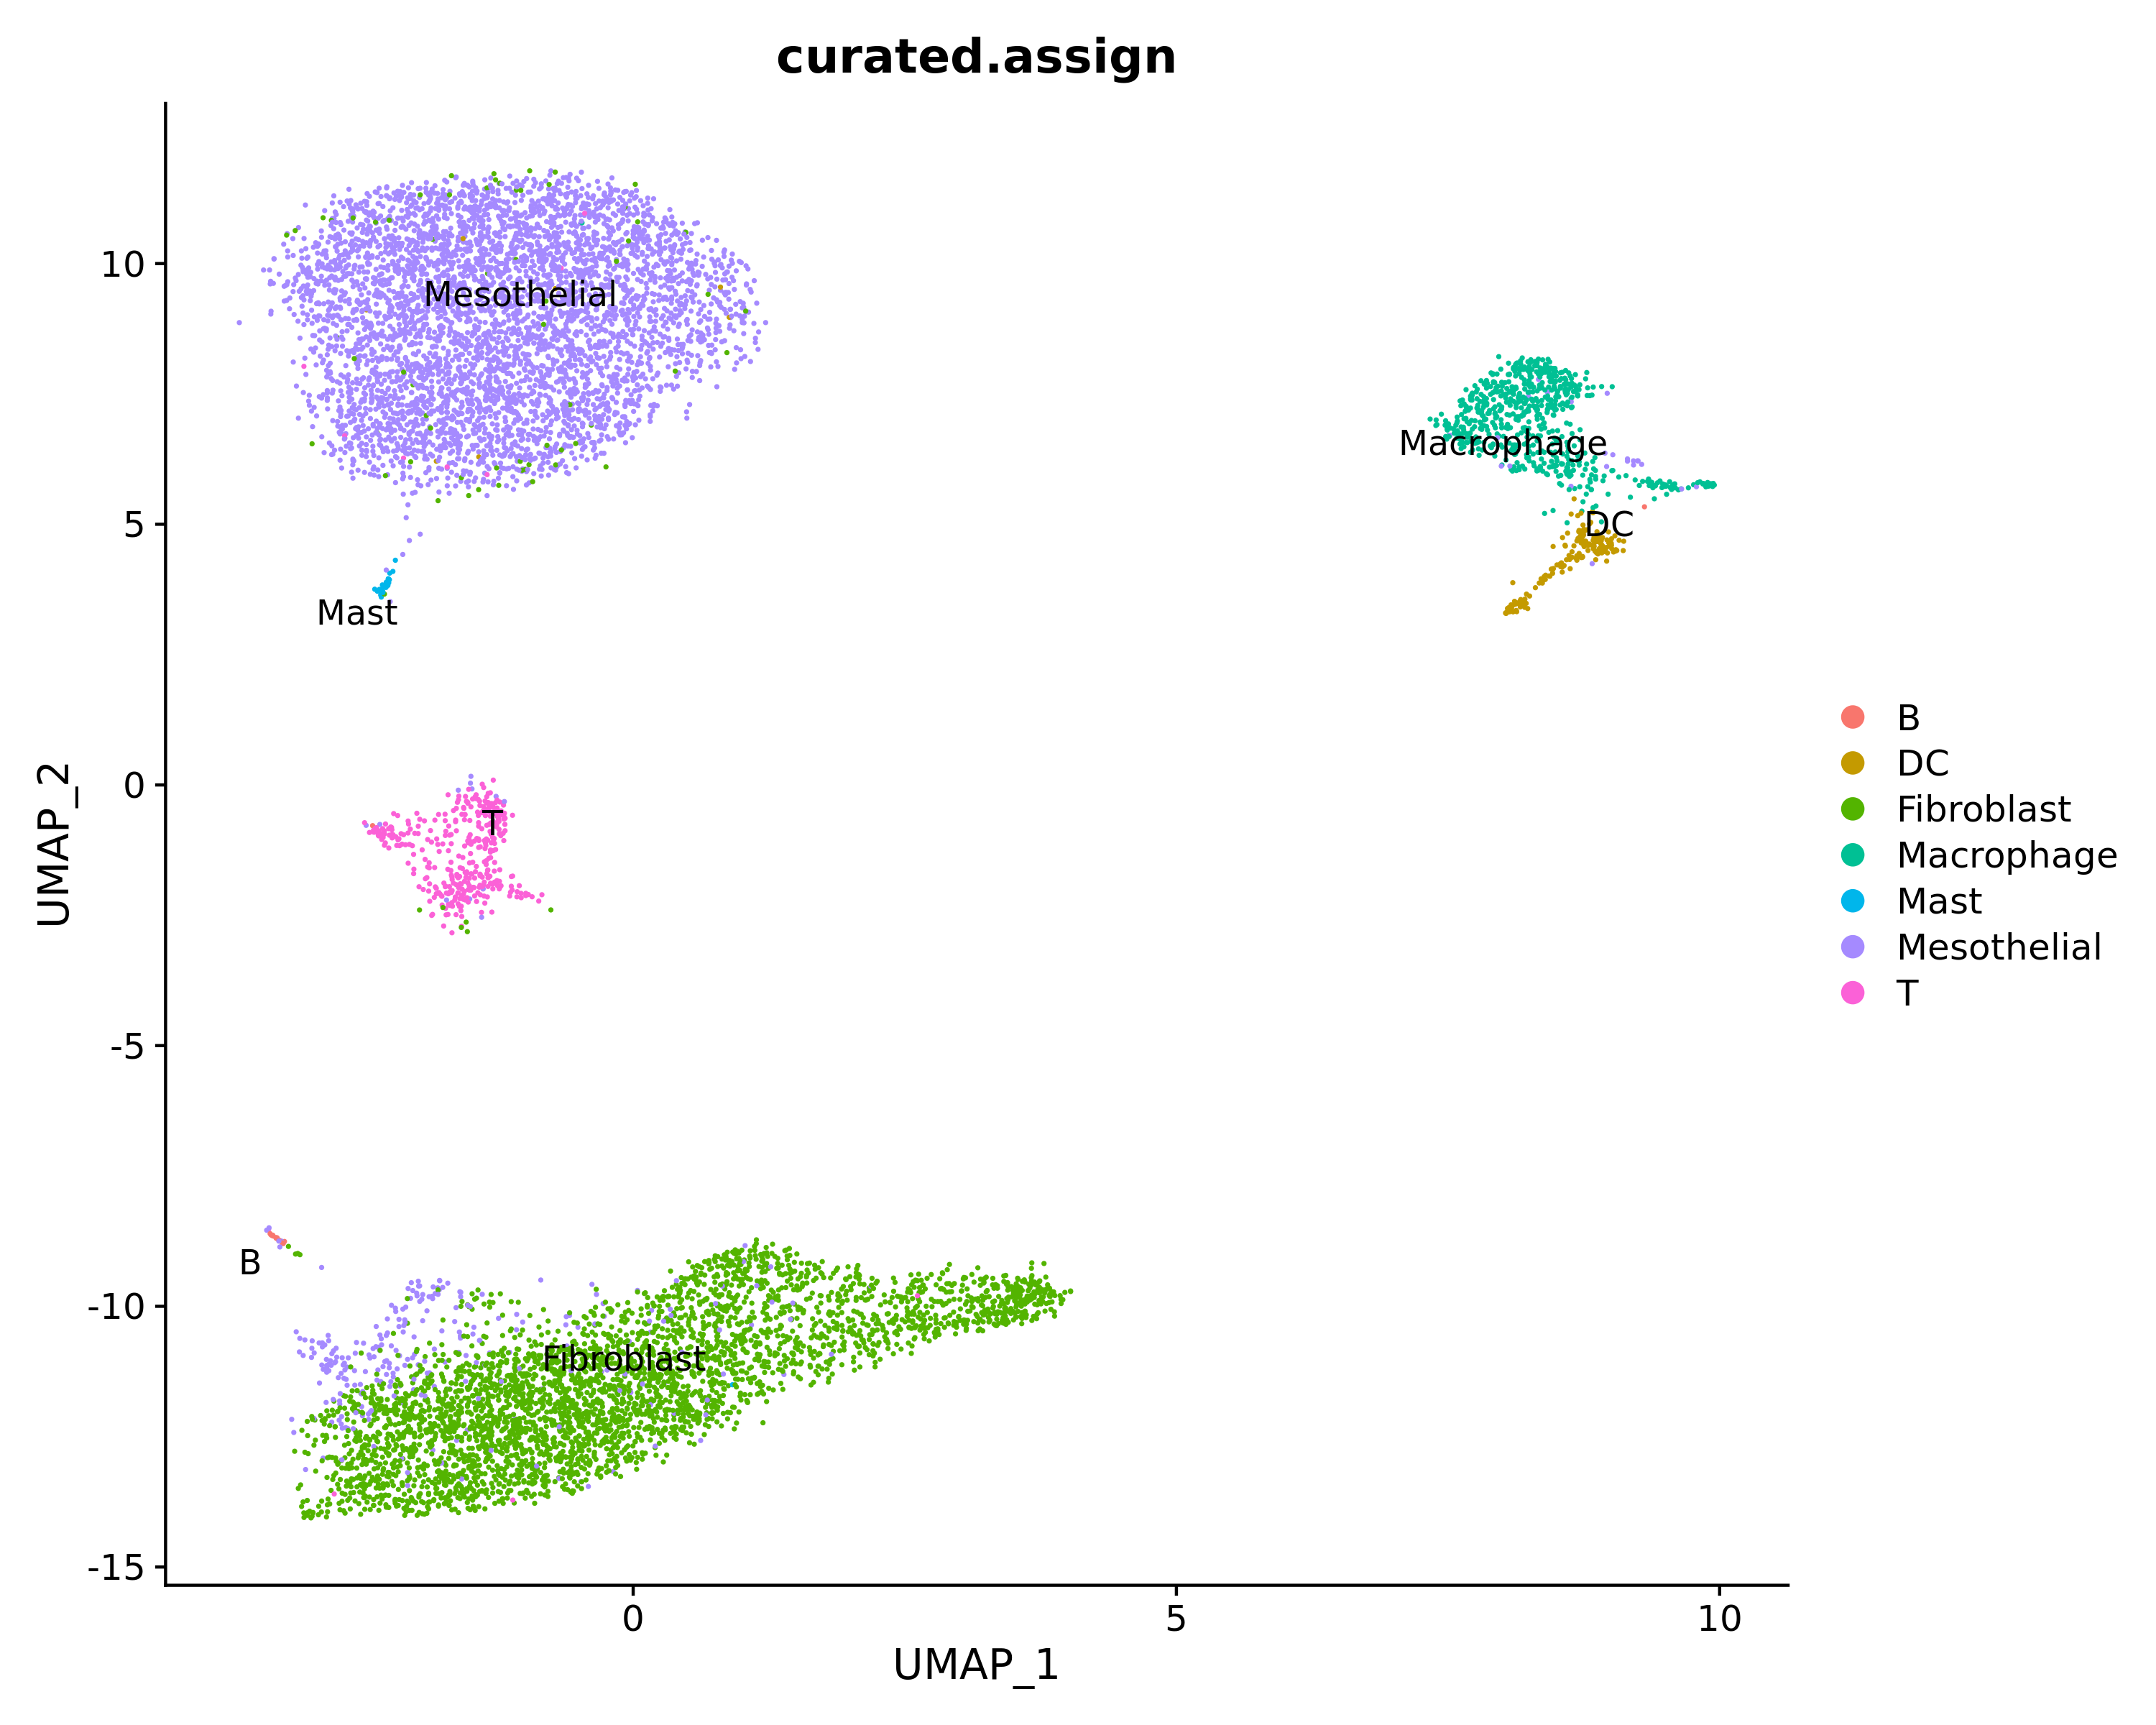 curated.assign
10
5
0
-5
-10
-15
UMAP_2
Mesothelial
Macrophage
DC
Mast
T
B
Fibroblast
0
5
10
UMAP_1
B
DC
Fibroblast
Macrophage
Mast
Mesothelial
T